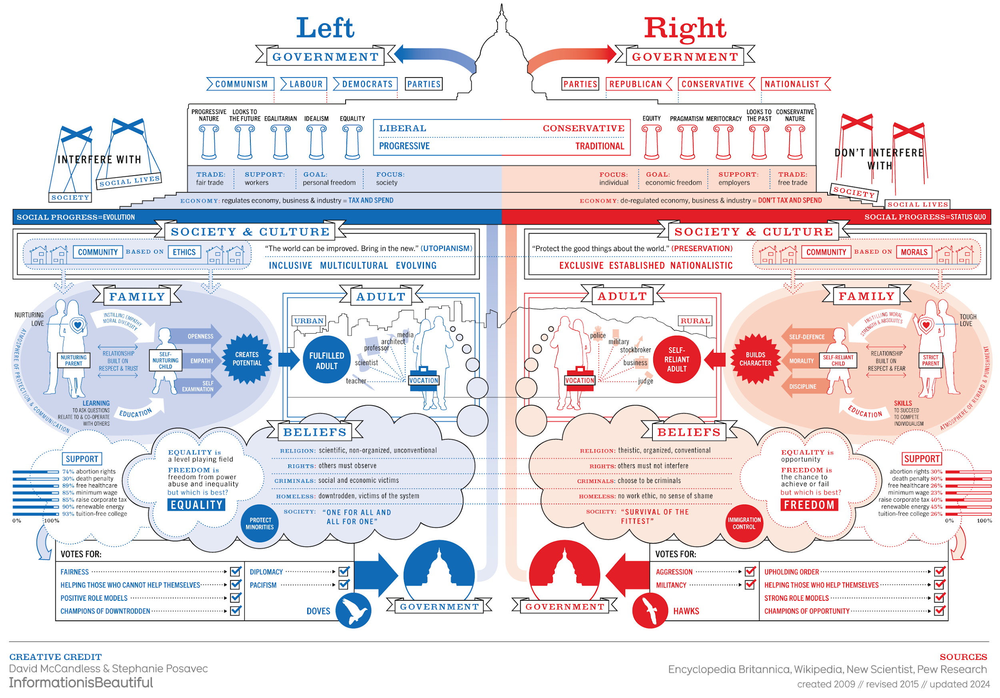 Left
Right
GOVERNMENT
GOVERNMENT
COMMUNISM
LABOUR
DEMOCRATS
PARTIES
PARTIES
REPUBLICAN
CONSERVATIVE
NATIONALIST
PROGRESSIVE
NATURE
LOOKS TO
THE FUTURE
EGALITARIAN
IDEALISM
EQUALITY
LIBERAL
CONSERVATIVE
PROGRESSIVE
TRADITIONAL
EQUITY
PRAGMATISM
MERITOCRACY
LOOKS TO
THE PAST
CONSERVATIVE
NATURE
INTERFERE WITH
SOCIAL LIVES
SOCIETY
DON'T INTERFERE
WITH
SOCIETY
SOCIAL LIVES
TRADE:
fair trade
SUPPORT:
workers
GOAL:
personal freedom
FOCUS:
society
FOCUS:
individual
GOAL:
economic freedom
SUPPORT:
employers
TRADE:
free trade
ECONOMY: regulates economy, business & industry = TAX AND SPEND
ECONOMY: de-regulated economy, business & industry = DON'T TAX AND SPEND
SOCIAL PROGRESS=EVOLUTION
SOCIAL PROGRESS=STATUS QUO
SOCIETY & CULTURE
COMMUNITY BASED ON ETHICS
“The world can be improved. Bring in the new.” (UTOPIANISM)
INCLUSIVE MULTICULTURAL EVOLVING
SOCIETY & CULTURE
“Protect the good things about the world.” (PRESERVATION)
EXCLUSIVE ESTABLISHED NATIONALISTIC
COMMUNITY BASED ON MORALS
FAMILY
NURTURING
LOVE
INSTILLING EMPATHY
MORAL DIVERSITY
ATMOSPHERE OF PROTECTION & COMMUNICATION
NURTURING
PARENT
RELATIONSHIP
BUILT ON
RESPECT & TRUST
SELF-
NURTURING
CHILD
OPENNESS
EMPATHY
SELF
EXAMINATION
CREATES
POTENTIAL
LEARNING
TO ASK QUESTIONS
RELATE TO & CO-OPERATE
WITH OTHERS
EDUCATION
ADULT
URBAN
FULFILLED
ADULT
media
architect
professor
scientist
teacher
VOCATION
ADULT
RURAL
police
military
stockbroker
business
judge
VOCATION
SELF-
RELIANT
ADULT
FAMILY
TOUGH
LOVE
INSTILLING MORAL
STRENGTH & ABSOLUTES
BUILDS
CHARACTER
SELF-DEFENCE
MORALITY
DISCIPLINE
SELF-RELIANT
CHILD
RELATIONSHIP
BUILT ON
RESPECT & FEAR
STRICT
PARENT
ATMOSPHERE OF REWARD & PUNISHMENT
EDUCATION
SKILLS
TO SUCCEED
TO COMPETE
INDIVIDUALISM
SUPPORT
74% abortion rights
30% death penalty
89% free healthcare
85% minimum wage
85% raise corporate tax
90% renewable energy
93% tuition-free college
0% 100%
EQUALITY is
a level playing field
FREEDOM is
freedom from power
abuse and inequality
but which is best?
EQUALITY
BELIEFS
RELIGION: scientific, non-organized, unconventional
RIGHTS: others must observe
CRIMINALS: social and economic victims
HOMELESS: downtrodden, victims of the system
SOCIETY: “ONE FOR ALL AND
ALL FOR ONE”
PROTECT
MINORITIES
BELIEFS
RELIGION: theistic, organized, conventional
RIGHTS: others must not interfere
CRIMINALS: choose to be criminals
HOMELESS: no work ethic, no sense of shame
SOCIETY: “SURVIVAL OF THE
FITTEST”
IMMIGRATION
CONTROL
EQUALITY is
opportunity
FREEDOM is
the chance to
achieve or fail
but which is best?
FREEDOM
SUPPORT
abortion rights 30%
death penalty 80%
free healthcare 26%
minimum wage 23%
raise corporate tax 40%
renewable energy 45%
tuition-free college 26%
0% 100%
VOTES FOR:
FAIRNESS
HELPING THOSE WHO CANNOT HELP THEMSELVES
POSITIVE ROLE MODELS
CHAMPIONS OF DOWNTRODDEN
DIPLOMACY
PACIFISM
DOVES
GOVERNMENT
GOVERNMENT
VOTES FOR:
AGGRESSION
MILITANCY
HAWKS
UPHOLDING ORDER
HELPING THOSE WHO HELP THEMSELVES
STRONG ROLE MODELS
CHAMPIONS OF OPPORTUNITY
CREATIVE CREDIT
David McCandless & Stephanie Posavec
InformationisBeautiful
SOURCES
Encyclopedia Britannica, Wikipedia, New Scientist, Pew Research
created 2009 // revised 2015 // updated 2024